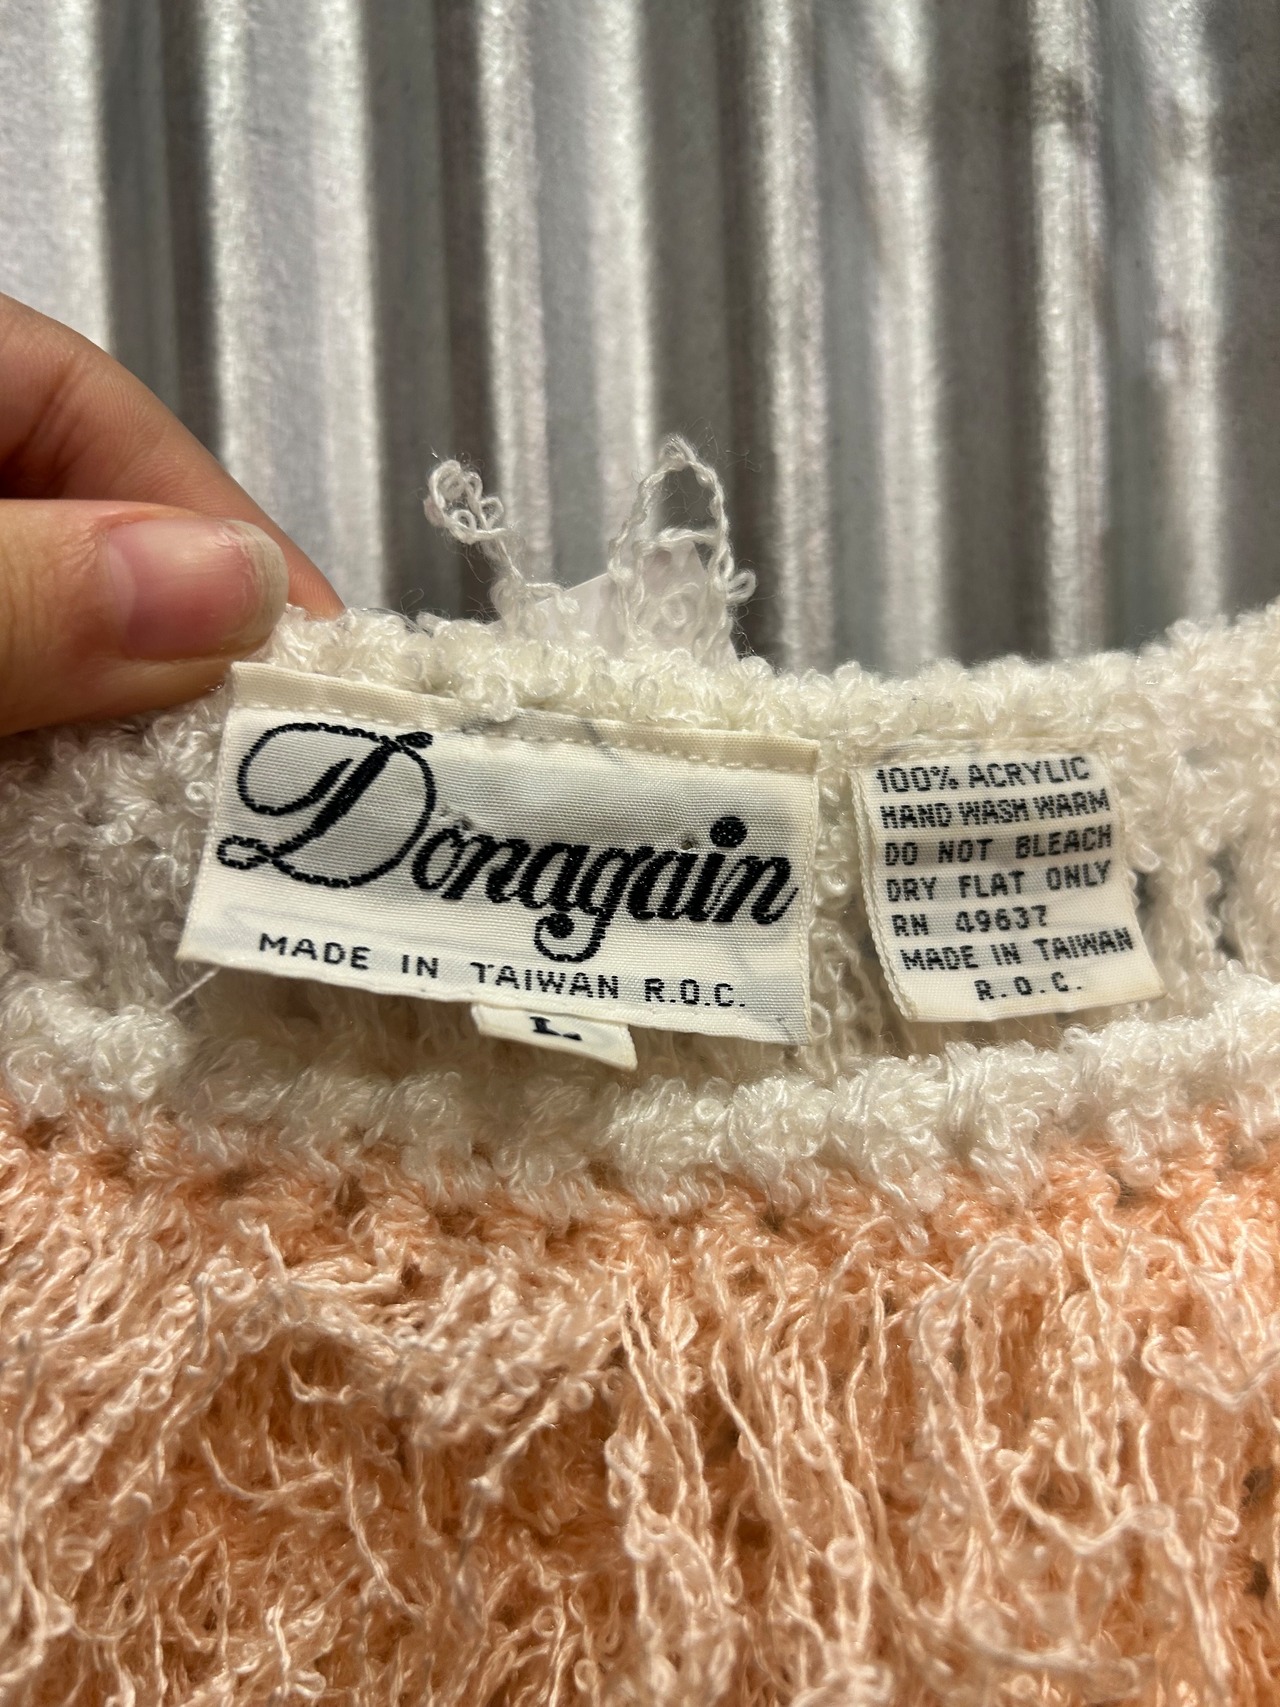 Donagain
MADE IN TAIWAN R.O.C.
L
100% ACRYLIC
HAND WASH WARM
DO NOT BLEACH
DRY FLAT ONLY
RN 49637
MADE IN TAIWAN
R.O.C.